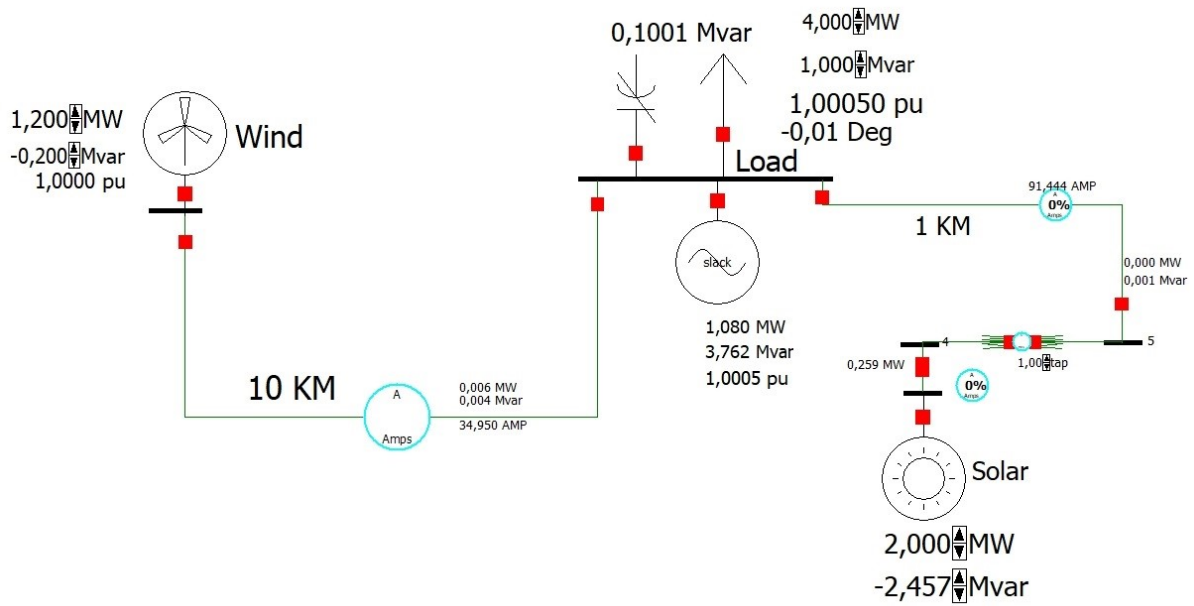 0,1001 Mvar
4,000 MW
1,000 Mvar
1,00050 pu
-0,01 Deg
1,200 MW
-0,200 Mvar
1,0000 pu
Wind
Load
91,444 AMP
A
0%
Amps
1 KM
slack
0,000 MW
0,001 Mvar
1,080 MW
3,762 Mvar
1,0005 pu
4
5
0,259 MW
A
0%
Amps
10 KM
A
Amps
0,006 MW
0,004 Mvar
34,950 AMP
Solar
2,000 MW
-2,457 Mvar